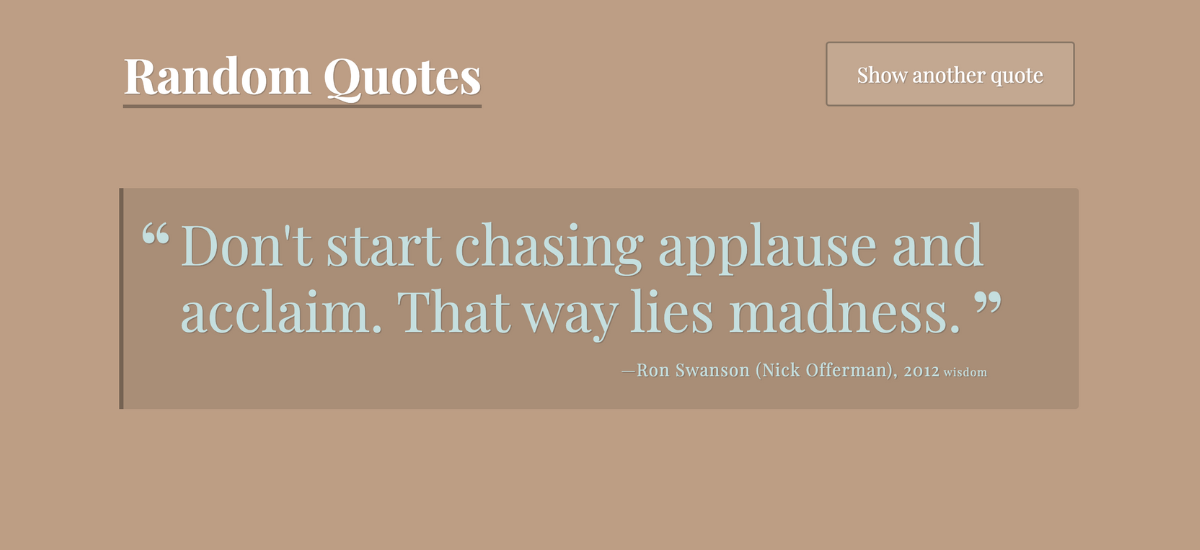 Random Quotes
Show another quote
“Don't start chasing applause and
acclaim. That way lies madness.”
—Ron Swanson (Nick Offerman), 2012 wisdom